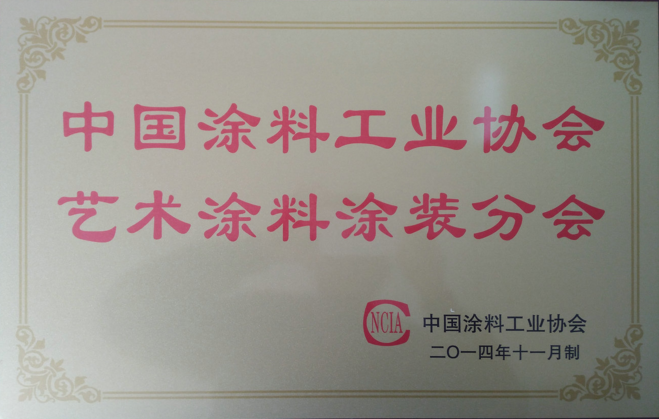 中国涂料工业协会
艺术涂料涂装分会
NCIA
中国涂料工业协会
二〇一四年十一月制